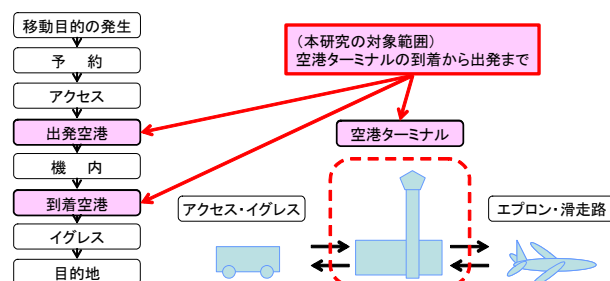 移動目的の発生
予　約
アクセス
出発空港
機　内
到着空港
イグレス
目的地
（本研究の対象範囲）
空港ターミナルの到着から出発まで
空港ターミナル
アクセス・イグレス
エプロン・滑走路